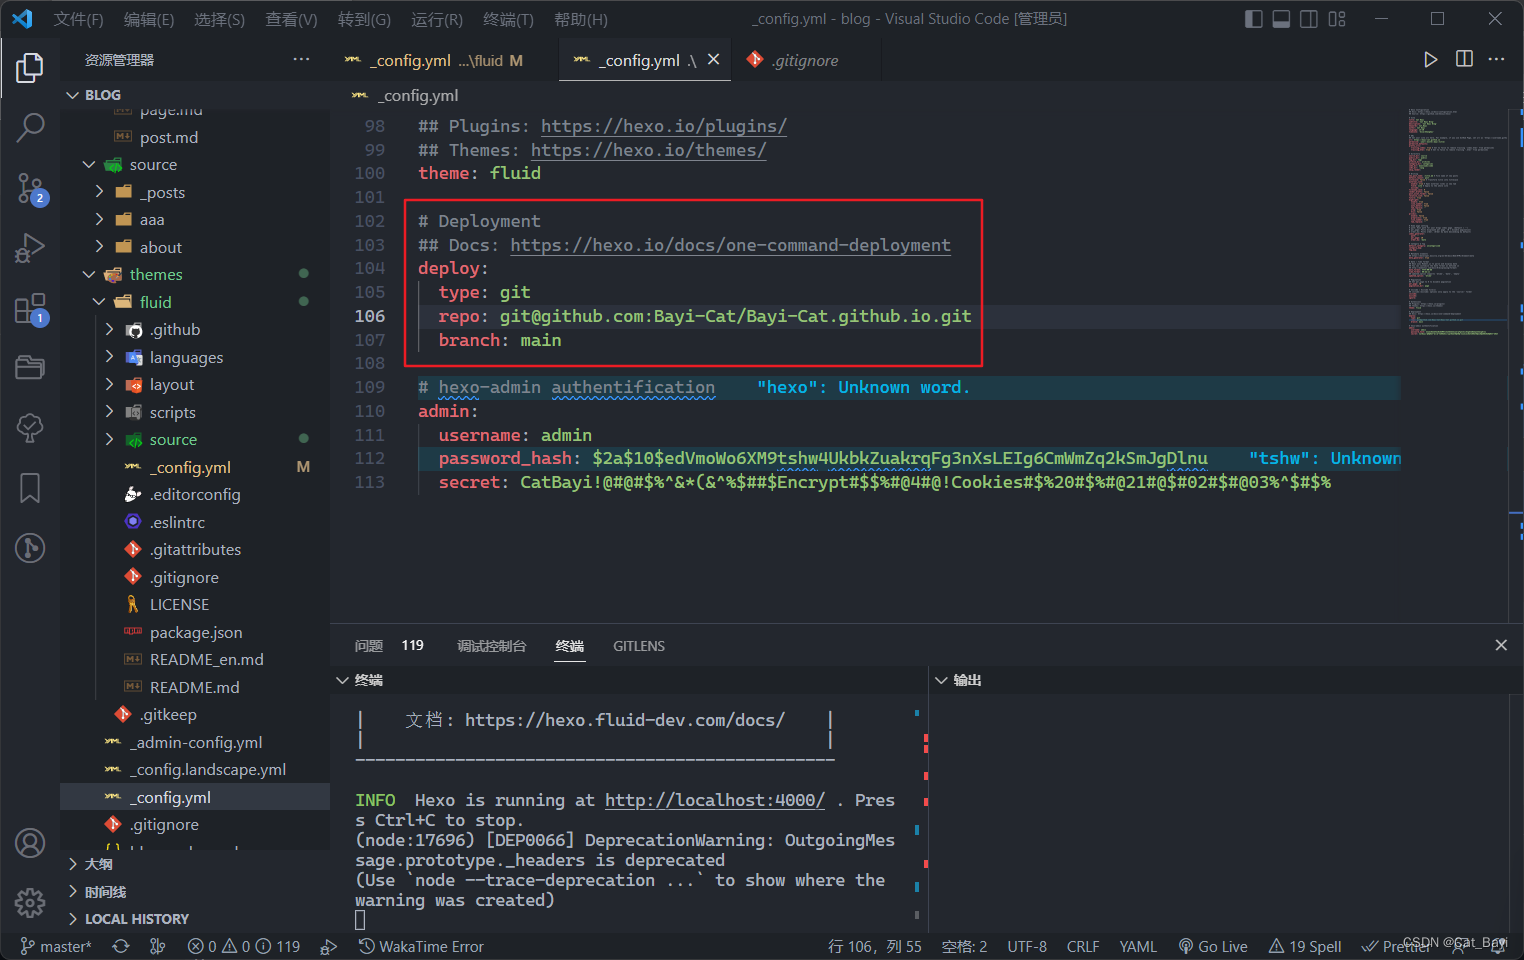 文件(F) 编辑(E) 选择(S) 查看(V) 转到(G) 运行(R) 终端(T) 帮助(H) _config.yml - blog - Visual Studio Code [管理员]
资源管理器 ···
_config.yml ...\fluid M _config.yml .\ .gitignore
BLOG
_config.yml
page.md
post.md
source
_posts
aaa
about
themes
fluid
.github
languages
layout
scripts
source
_config.yml M
.editorconfig
.eslintrc
.gitattributes
.gitignore
LICENSE
package.json
README_en.md
README.md
.gitkeep
_admin-config.yml
_config.landscape.yml
_config.yml
.gitignore
大纲
时间线
LOCAL HISTORY
2
1
98 ## Plugins: https://hexo.io/plugins/
99 ## Themes: https://hexo.io/themes/
100 theme: fluid
101
102 # Deployment
103 ## Docs: https://hexo.io/docs/one-command-deployment
104 deploy:
105 type: git
106 repo: git@github.com:Bayi-Cat/Bayi-Cat.github.io.git
107 branch: main
108
109 # hexo-admin authentification "hexo": Unknown word.
110 admin:
111 username: admin
112 password_hash: $2a$10$edVmoWo6XM9tshw4UkbkZuakrqFg3nXsLEIg6CmWmZq2kSmJgDlnu "tshw": Unknown
113 secret: CatBayi!@#@#$%^&*(&^%$##$Encrypt#$$%#@4#@!Cookies#$%20#$%#@21#@$#02#$#@03%^$#$%
问题 119 调试控制台 终端 GITLENS
终端
输出
| 文档: https://hexo.fluid-dev.com/docs/ |
| |
------------------------------------------------
INFO Hexo is running at http://localhost:4000/ . Pres
s Ctrl+C to stop.
(node:17696) [DEP0066] DeprecationWarning: OutgoingMes
sage.prototype._headers is deprecated
(Use `node --trace-deprecation ...` to show where the
warning was created)
master* 0 0 119 WakaTime Error 行 106, 列 55 空格: 2 UTF-8 CRLF YAML Go Live 19 Spell Prettier
CSDN @Cat_Bayi